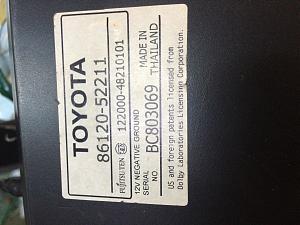 TOYOTA
86120-52211
FUJITSU TEN
122000-48210101
12V NEGATIVE GROUND
MADE IN
THAILAND
SERIAL
NO.
BC803069
US and foreign patents licensed from
Dolby Laboratories Licensing Corporation.